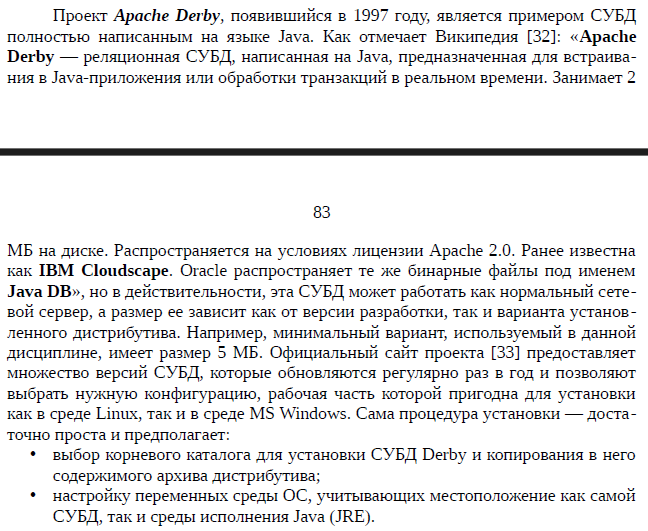 Проект Apache Derby, появившийся в 1997 году, является примером СУБД
полностью написанным на языке Java. Как отмечает Википедия [32]: «Apache
Derby — реляционная СУБД, написанная на Java, предназначенная для встраива-
ния в Java-приложения или обработки транзакций в реальном времени. Занимает 2
83
МБ на диске. Распространяется на условиях лицензии Apache 2.0. Ранее известна
как IBM Cloudscape. Oracle распространяет те же бинарные файлы под именем
Java DB», но в действительности, эта СУБД может работать как нормальный сете-
вой сервер, а размер ее зависит как от версии разработки, так и варианта установ-
ленного дистрибутива. Например, минимальный вариант, используемый в данной
дисциплине, имеет размер 5 МБ. Официальный сайт проекта [33] предоставляет
множество версий СУБД, которые обновляются регулярно раз в год и позволяют
выбрать нужную конфигурацию, рабочая часть которой пригодна для установки
как в среде Linux, так и в среде MS Windows. Сама процедура установки — доста-
точно проста и предполагает:
• выбор корневого каталога для установки СУБД Derby и копирования в него
содержимого архива дистрибутива;
• настройку переменных среды ОС, учитывающих местоположение как самой
СУБД, так и среды исполнения Java (JRE).